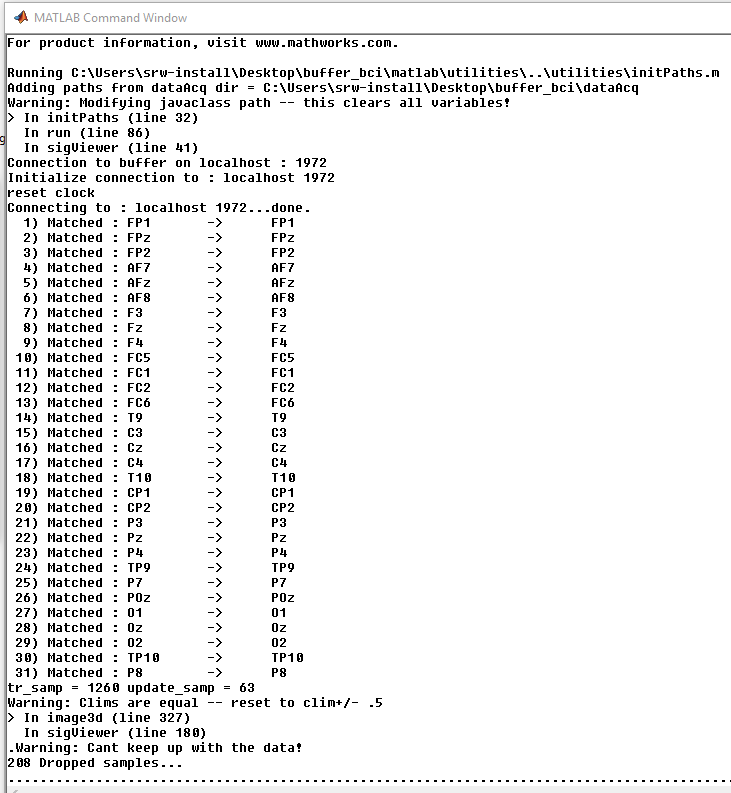 MATLAB Command Window
For product information, visit www.mathworks.com.
Running C:\Users\srw-install\Desktop\buffer_bci\matlab\utilities\..\utilities\initPaths.m
Adding paths from dataAcq dir = C:\Users\srw-install\Desktop\buffer_bci\dataAcq
Warning: Modifying javaclass path -- this clears all variables!
> In initPaths (line 32)
In run (line 86)
In sigViewer (line 41)
Connection to buffer on localhost : 1972
Initialize connection to : localhost 1972
reset clock
Connecting to : localhost 1972...done.
1) Matched : FP1 -> FP1
2) Matched : FPz -> FPz
3) Matched : FP2 -> FP2
4) Matched : AF7 -> AF7
5) Matched : AFz -> AFz
6) Matched : AF8 -> AF8
7) Matched : F3 -> F3
8) Matched : Fz -> Fz
9) Matched : F4 -> F4
10) Matched : FC5 -> FC5
11) Matched : FC1 -> FC1
12) Matched : FC2 -> FC2
13) Matched : FC6 -> FC6
14) Matched : T9 -> T9
15) Matched : C3 -> C3
16) Matched : Cz -> Cz
17) Matched : C4 -> C4
18) Matched : T10 -> T10
19) Matched : CP1 -> CP1
20) Matched : CP2 -> CP2
21) Matched : P3 -> P3
22) Matched : Pz -> Pz
23) Matched : P4 -> P4
24) Matched : TP9 -> TP9
25) Matched : P7 -> P7
26) Matched : POz -> POz
27) Matched : O1 -> O1
28) Matched : Oz -> Oz
29) Matched : O2 -> O2
30) Matched : TP10 -> TP10
31) Matched : P8 -> P8
tr_samp = 1260 update_samp = 63
Warning: Clims are equal -- reset to clim+/- .5
> In image3d (line 327)
In sigViewer (line 180)
.Warning: Cant keep up with the data!
208 Dropped samples...
...........................................................................................